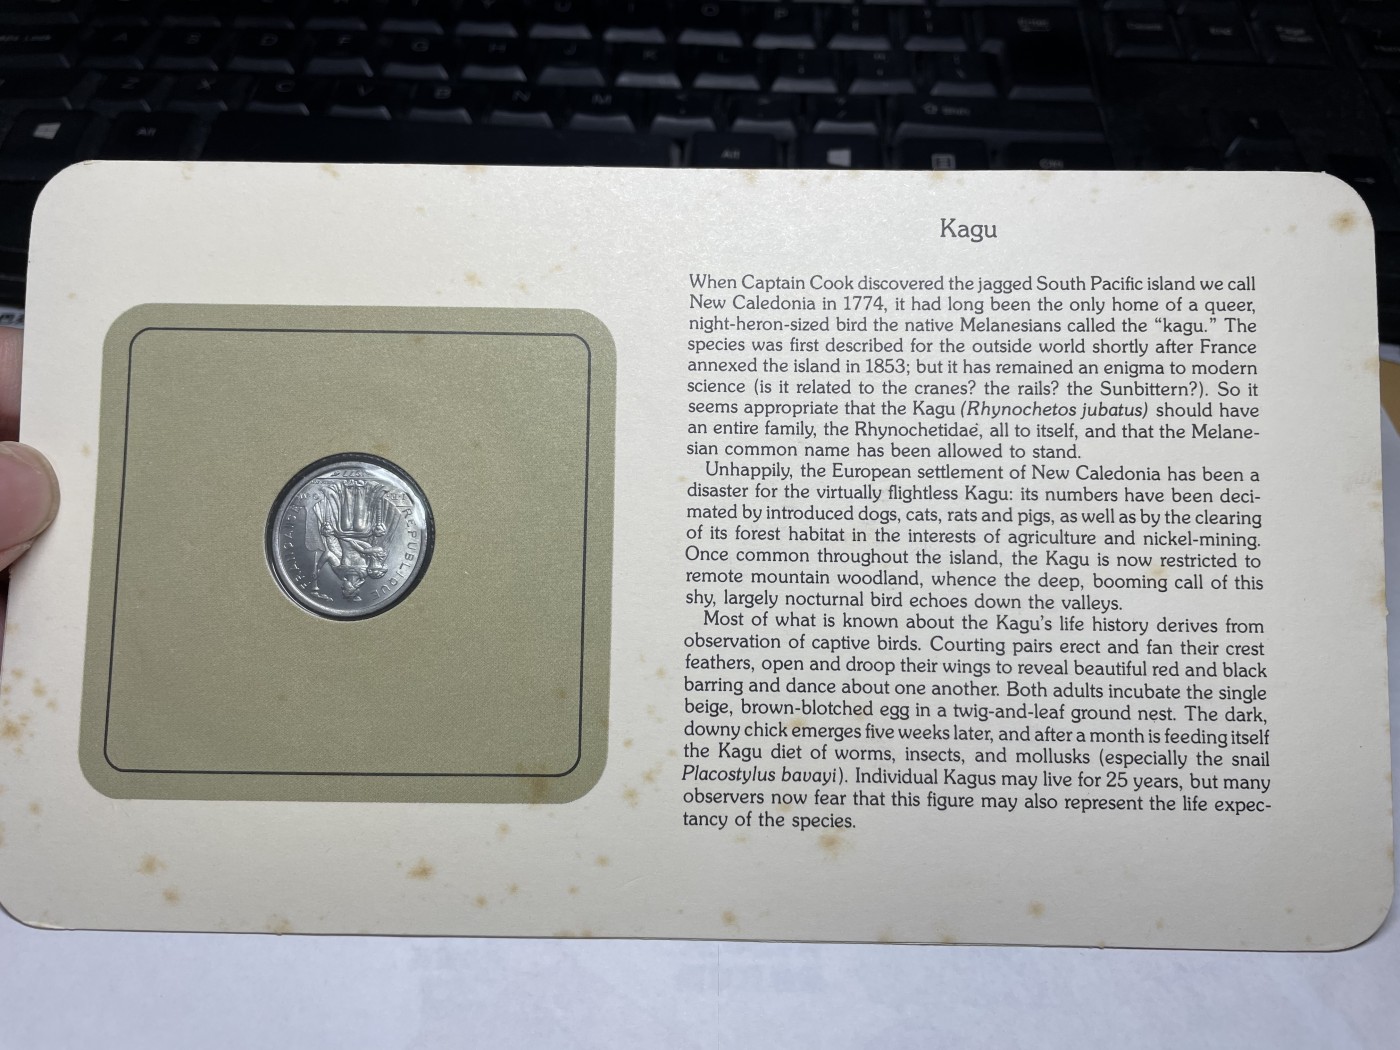 Kagu
When Captain Cook discovered the jagged South Pacific island we call
New Caledonia in 1774, it had long been the only home of a queer,
night-heron-sized bird the native Melanesians called the “kagu.” The
species was first described for the outside world shortly after France
annexed the island in 1853; but it has remained an enigma to modern
science (is it related to the cranes? the rails? the Sunbittern?). So it
seems appropriate that the Kagu (Rhynochetos jubatus) should have
an entire family, the Rhynochetidae, all to itself, and that the Melane-
sian common name has been allowed to stand.
Unhappily, the European settlement of New Caledonia has been a
disaster for the virtually flightless Kagu: its numbers have been deci-
mated by introduced dogs, cats, rats and pigs, as well as by the clearing
of its forest habitat in the interests of agriculture and nickel-mining.
Once common throughout the island, the Kagu is now restricted to
remote mountain woodland, whence the deep, booming call of this
shy, largely nocturnal bird echoes down the valleys.
Most of what is known about the Kagu’s life history derives from
observation of captive birds. Courting pairs erect and fan their crest
feathers, open and droop their wings to reveal beautiful red and black
barring and dance about one another. Both adults incubate the single
beige, brown-blotched egg in a twig-and-leaf ground nest. The dark,
downy chick emerges five weeks later, and after a month is feeding itself
the Kagu diet of worms, insects, and mollusks (especially the snail
Placostylus bavayi). Individual Kagus may live for 25 years, but many
observers now fear that this figure may also represent the life expec-
tancy of the species.
REPUBLIQUE
FRANÇAISE
Alt
Alt
Ctrl
Shift
A
S
D
F
G
H
J
K
L
Z
X
C
V
B
N
M